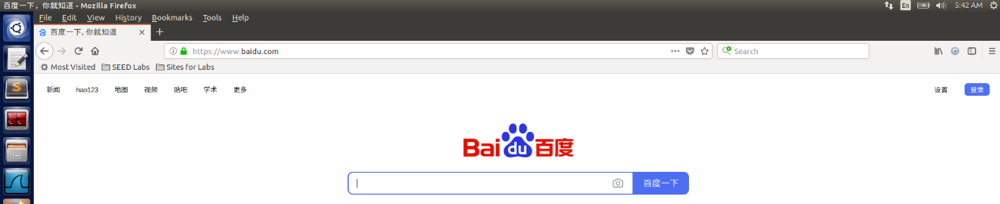 百度一下，你就知道 - Mozilla Firefox En 5:42 AM
File Edit View History Bookmarks Tools Help
百度一下, 你就知道
https://www.baidu.com Search
Most Visited SEED Labs Sites for Labs
新闻 hao123 地图 视频 贴吧 学术 更多 设置 登录
Bai du 百度
百度一下